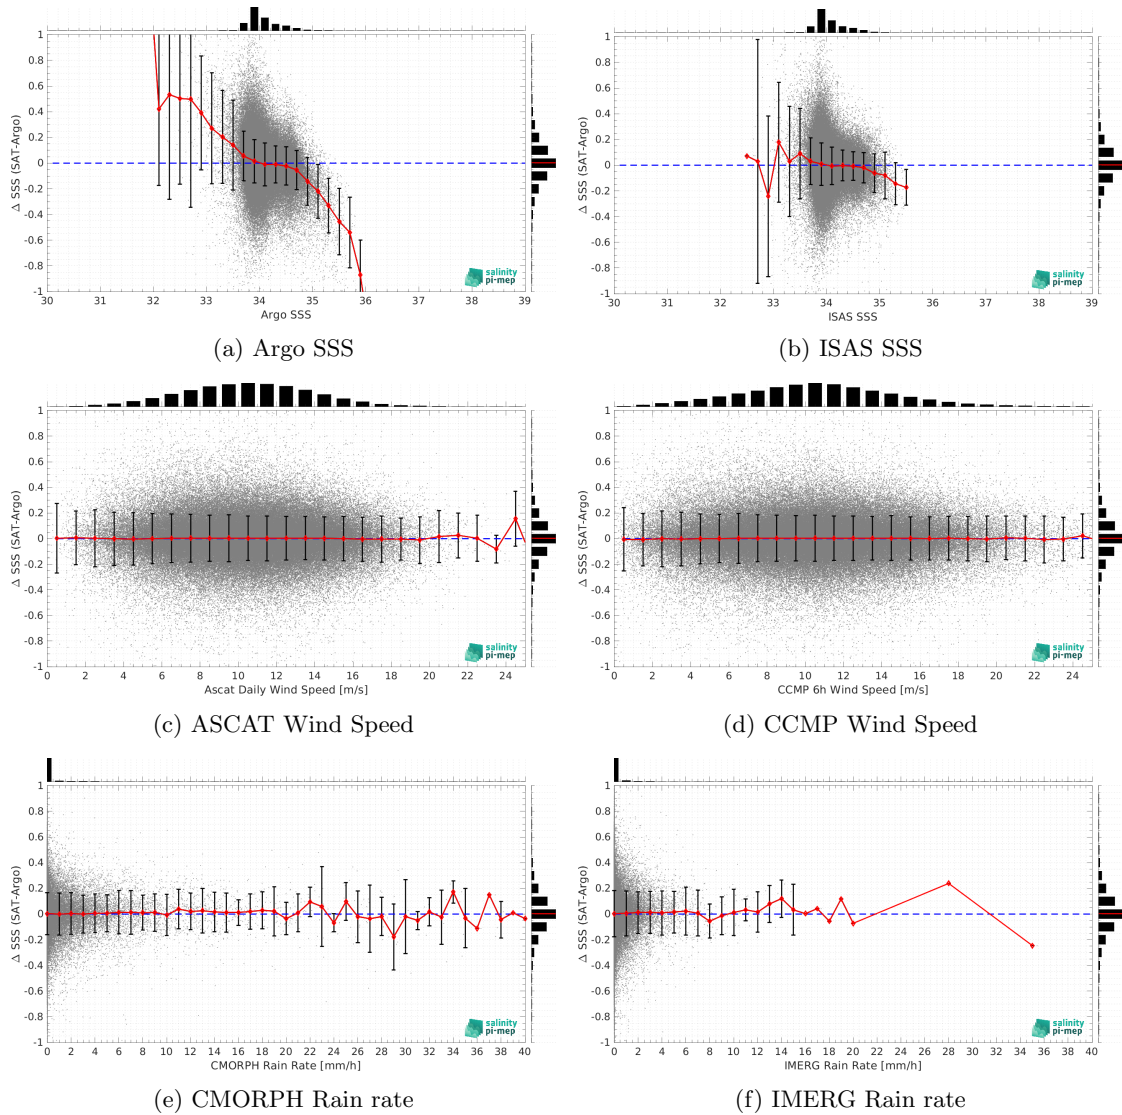 1
0.8
0.6
0.4
0.2
0
-0.2
-0.4
-0.6
-0.8
-1
Δ SSS (SAT-Argo)
30 31 32 33 34 35 36 37 38 39
Argo SSS
salinity
pi-mep
(a) Argo SSS
1
0.8
0.6
0.4
0.2
0
-0.2
-0.4
-0.6
-0.8
-1
Δ SSS (SAT-Argo)
30 31 32 33 34 35 36 37 38 39
ISAS SSS
salinity
pi-mep
(b) ISAS SSS
1
0.8
0.6
0.4
0.2
0
-0.2
-0.4
-0.6
-0.8
-1
Δ SSS (SAT-Argo)
0 2 4 6 8 10 12 14 16 18 20 22 24
Ascat Daily Wind Speed [m/s]
salinity
pi-mep
(c) ASCAT Wind Speed
1
0.8
0.6
0.4
0.2
0
-0.2
-0.4
-0.6
-0.8
-1
Δ SSS (SAT-Argo)
0 2 4 6 8 10 12 14 16 18 20 22 24
CCMP 6h Wind Speed [m/s]
salinity
pi-mep
(d) CCMP Wind Speed
1
0.8
0.6
0.4
0.2
0
-0.2
-0.4
-0.6
-0.8
-1
Δ SSS (SAT-Argo)
0 2 4 6 8 10 12 14 16 18 20 22 24 26 28 30 32 34 36 38 40
CMORPH Rain Rate [mm/h]
salinity
pi-mep
(e) CMORPH Rain rate
1
0.8
0.6
0.4
0.2
0
-0.2
-0.4
-0.6
-0.8
-1
Δ SSS (SAT-Argo)
0 2 4 6 8 10 12 14 16 18 20 22 24 26 28 30 32 34 36 38 40
IMERG Rain Rate [mm/h]
salinity
pi-mep
(f) IMERG Rain rate